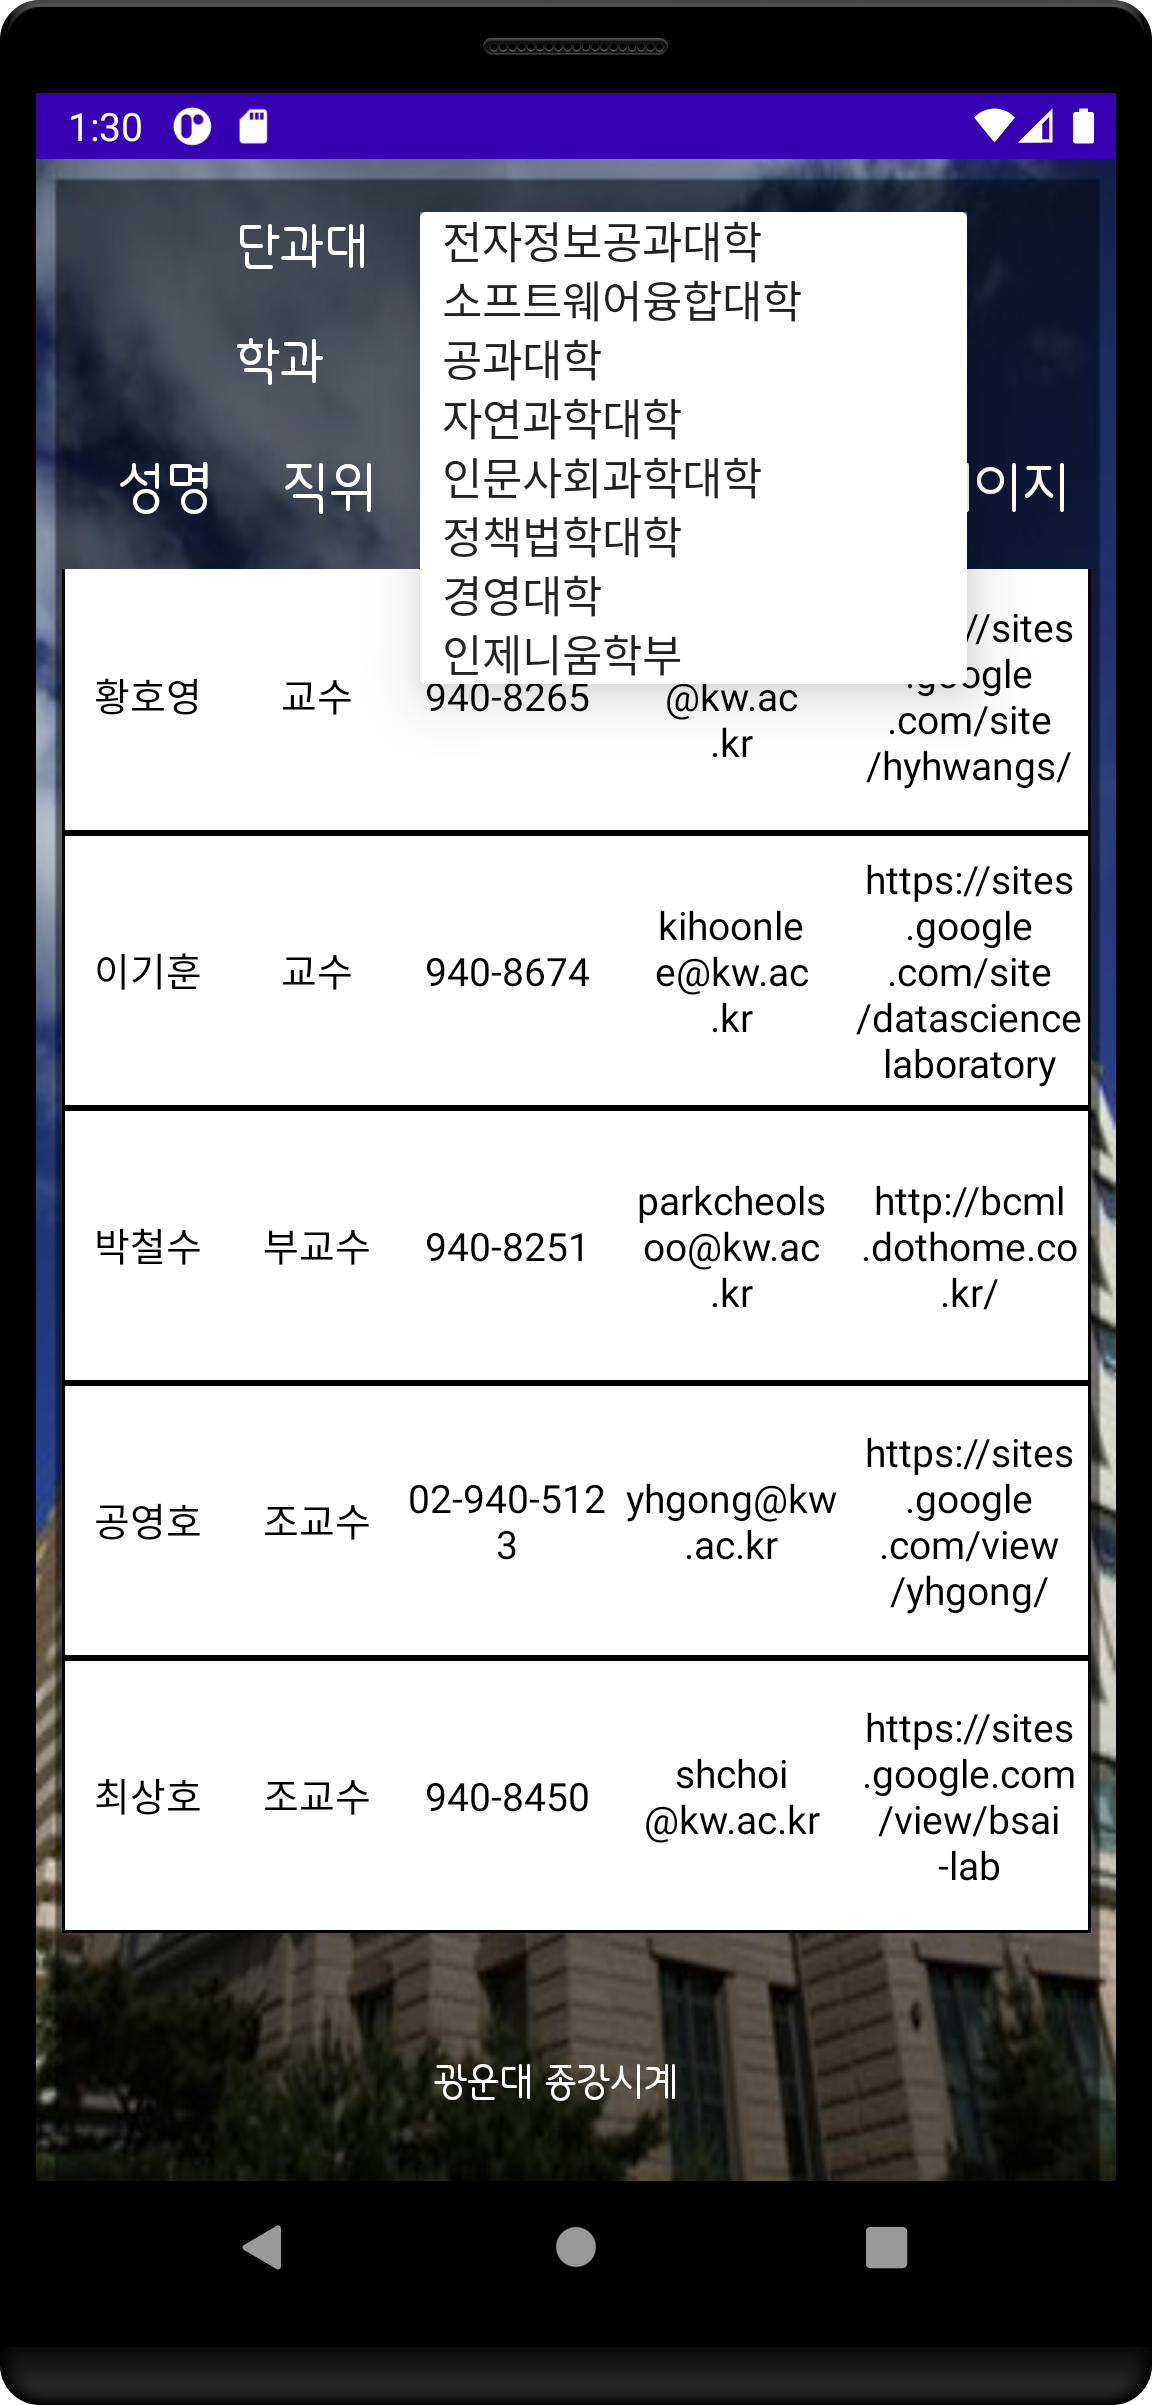 1:30
단과대
전자정보공과대학
소프트웨어융합대학
학과
공과대학
자연과학대학
인문사회과학대학
정책법학대학
경영대학
인제니움학부
성명
직위
이지
황호영
교수
940-8265
@kw.ac
.kr
//sites
.google
.com/site
/hyhwangs/
이기훈
교수
940-8674
kihoonle
e@kw.ac
.kr
https://sites
.google
.com/site
/datascience
laboratory
박철수
부교수
940-8251
parkcheols
oo@kw.ac
.kr
http://bcml
.dothome.co
.kr/
공영호
조교수
02-940-512
3
yhgong@kw
.ac.kr
https://sites
.google
.com/view
/yhgong/
최상호
조교수
940-8450
shchoi
@kw.ac.kr
https://sites
.google.com
/view/bsai
-lab
광운대 종강시계